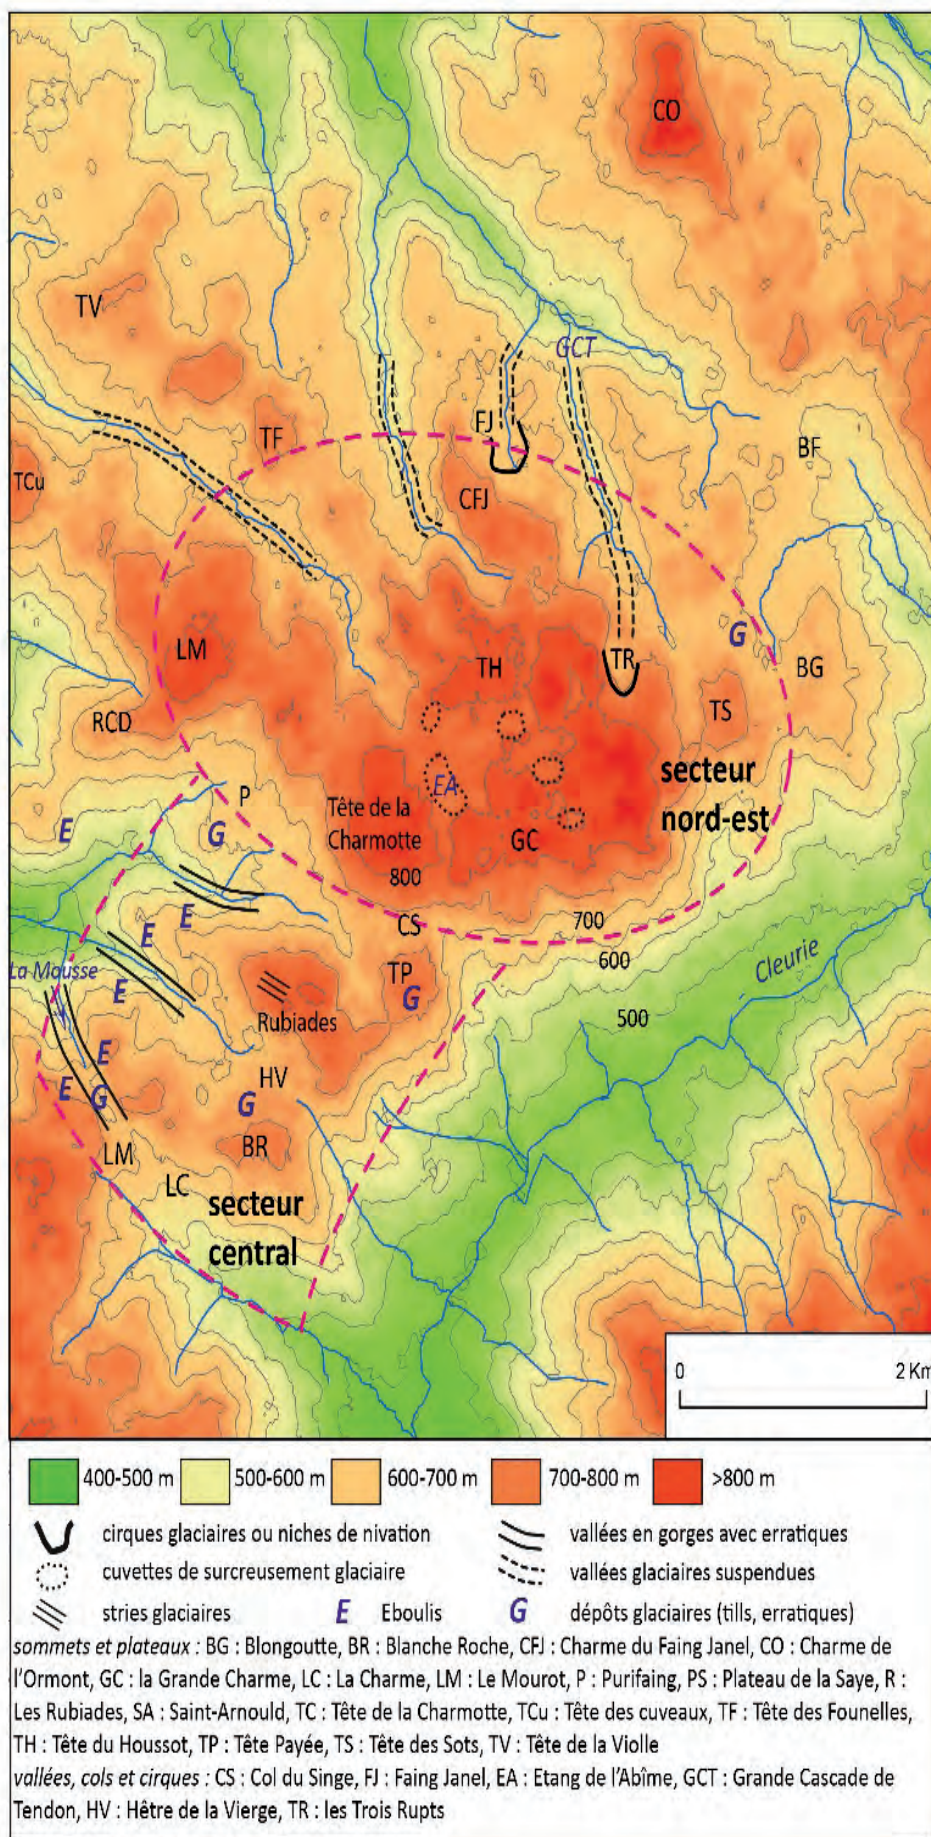 CO
TV
GCT
FJ
TF
BF
TCu
CFJ
G
LM
TH
TR
BG
RCD
TS
secteur
nord-est
P
EA
E
G
Tête de la
Charmotte
GC
800
E
CS
700
E
TP
600
Cleurie
La Mousse
E
G
Rubiades
500
E
HV
E
G
G
BR
LM
LC
secteur
central
0 2 Km
400-500 m 500-600 m 600-700 m 700-800 m >800 m
cirques glaciaires ou niches de nivation vallées en gorges avec erratiques
cuvettes de surcreusement glaciaire vallées glaciaires suspendues
stries glaciaires E Eboulis G dépôts glaciaires (tills, erratiques)
sommets et plateaux : BG : Blongoutte, BR : Blanche Roche, CFJ : Charme du Faing Janel, CO : Charme de
l'Ormont, GC : la Grande Charme, LC : La Charme, LM : Le Mourot, P : Purifaing, PS : Plateau de la Saye, R :
Les Rubiades, SA : Saint-Arnould, TC : Tête de la Charmotte, TCu : Tête des cuveaux, TF : Tête des Founelles,
TH : Tête du Houssot, TP : Tête Payée, TS : Tête des Sots, TV : Tête de la Violle
vallées, cols et cirques : CS : Col du Singe, FJ : Faing Janel, EA : Etang de l'Abîme, GCT : Grande Cascade de
Tendon, HV : Hêtre de la Vierge, TR : les Trois Rupts